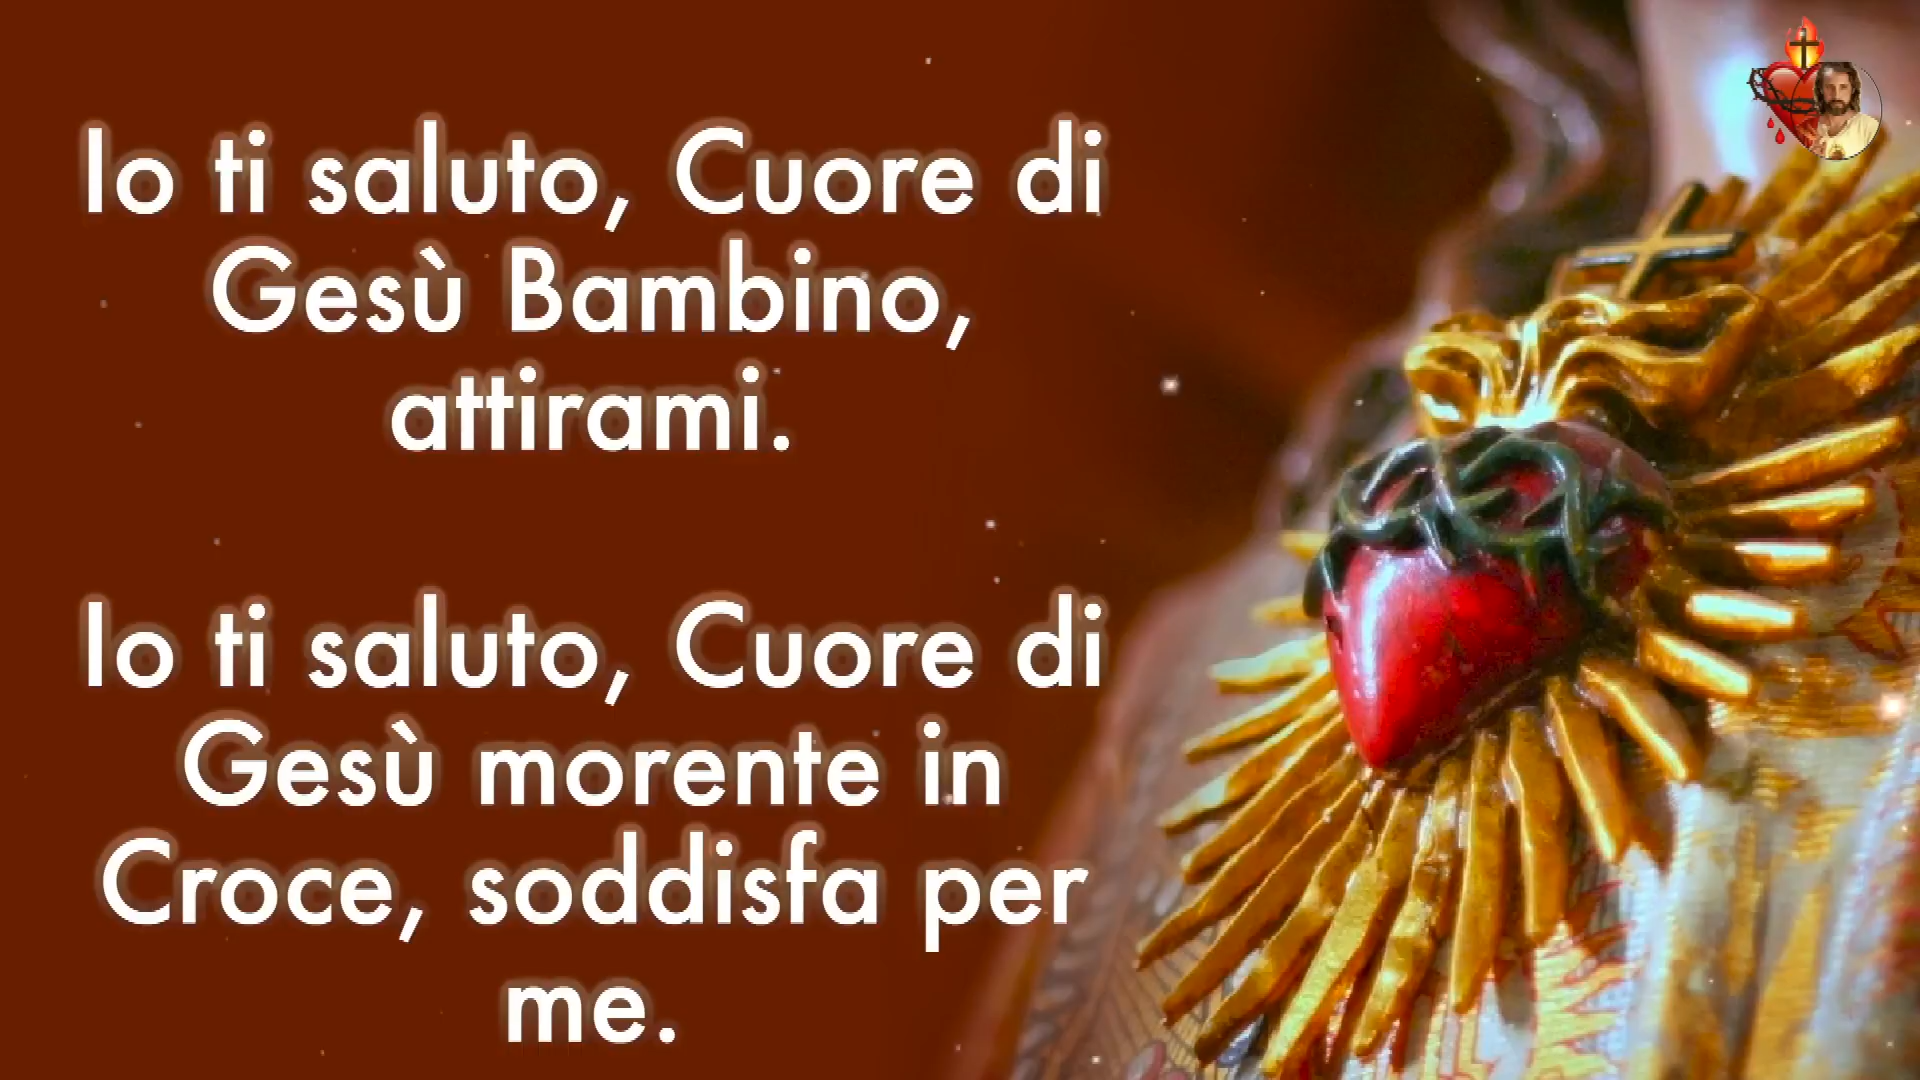 Io ti saluto, Cuore di
Gesù Bambino,
attirami.
Io ti saluto, Cuore di
Gesù morente in
Croce, soddisfa per
me.